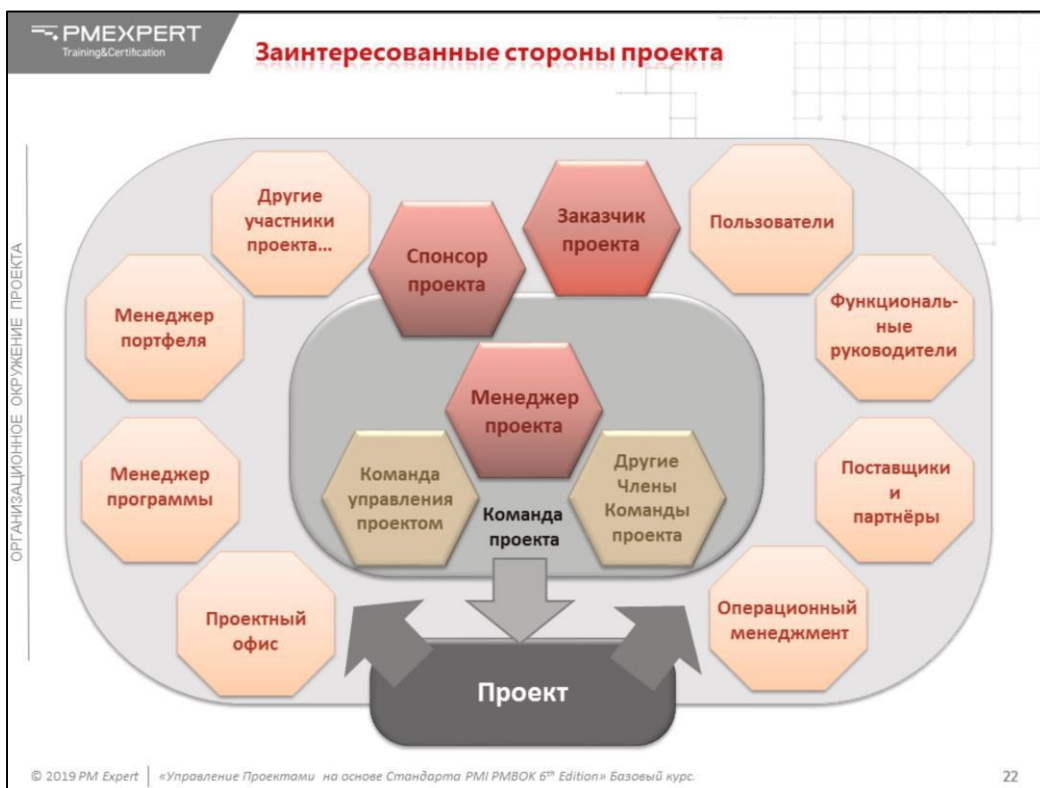 PMEXPERT
Training&Certification
Заинтересованные стороны проекта
ОРГАНИЗАЦИОННОЕ ОКРУЖЕНИЕ ПРОЕКТА
Другие
участники
проекта...
Спонсор
проекта
Заказчик
проекта
Пользователи
Менеджер
портфеля
Функциональ-
ные
руководители
Менеджер
проекта
Менеджер
программы
Команда
управления
проектом
Команда
проекта
Другие
Члены
Команды
проекта
Поставщики
и
партнёры
Проектный
офис
Операционный
менеджмент
Проект
© 2019 PM Expert | «Управление Проектами на основе Стандарта PMI PMBOK 6th Edition» Базовый курс.
22